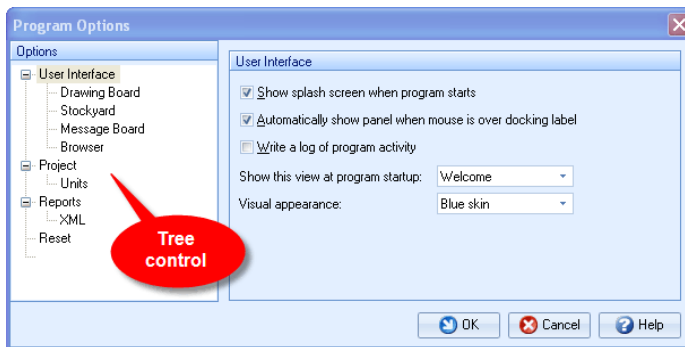 Program Options
Options
User Interface
Drawing Board
Stockyard
Message Board
Browser
Project
Units
Reports
XML
Reset
Tree
control
User Interface
Show splash screen when program starts
Automatically show panel when mouse is over docking label
Write a log of program activity
Show this view at program startup: Welcome
Visual appearance: Blue skin
OK Cancel Help